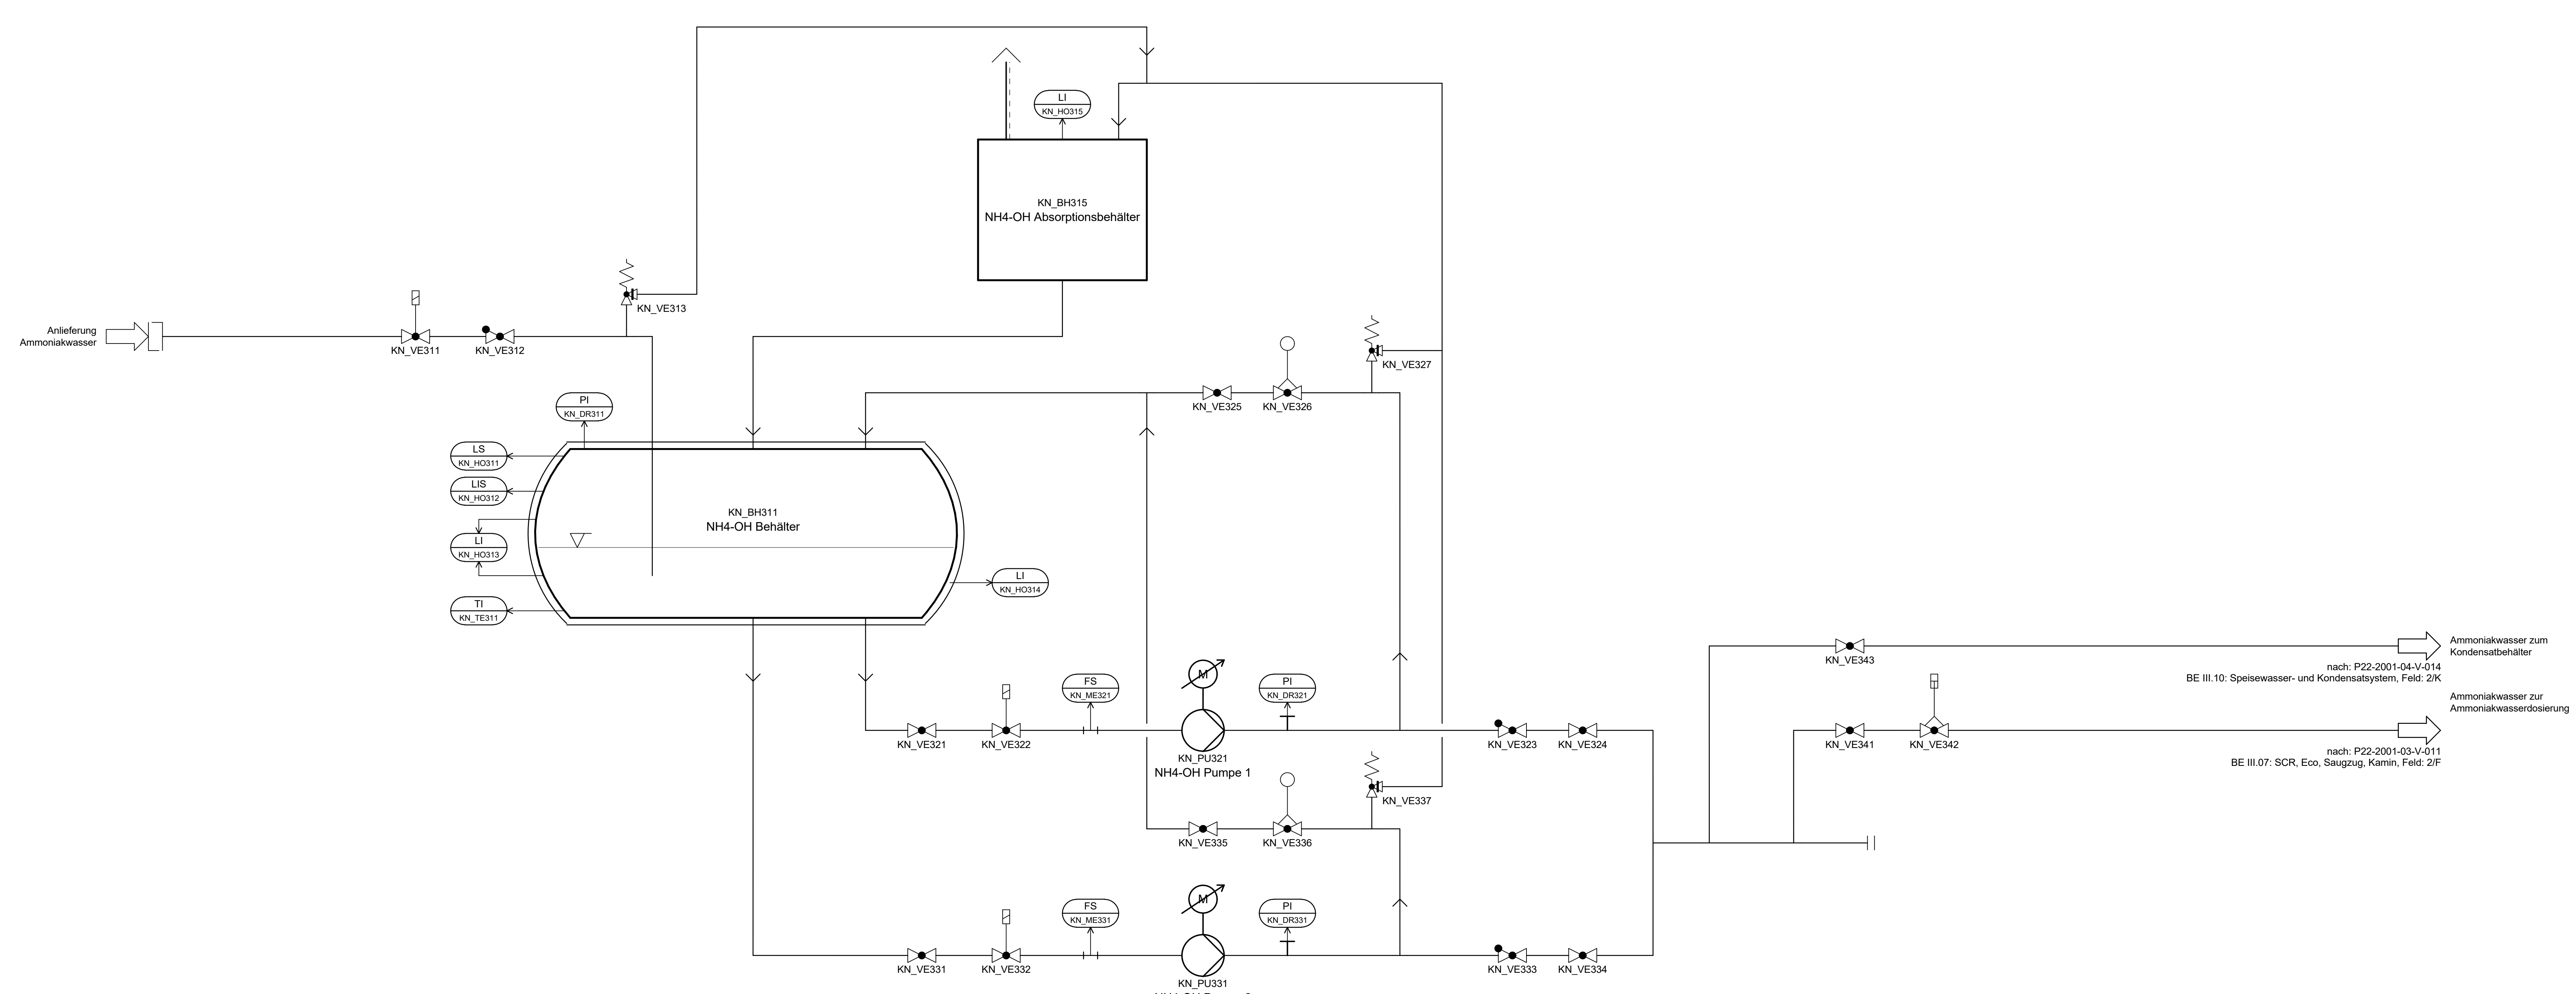 LI
KN_HO315
KN_BH315
NH4-OH Absorptionsbehälter
KN_VE313
Anlieferung
Ammoniakwasser
KN_VE311
KN_VE312
KN_VE327
KN_VE325
KN_VE326
PI
KN_DR311
LS
KN_HO311
LIS
KN_HO312
KN_BH311
NH4-OH Behälter
LI
KN_HO313
LI
KN_HO314
TI
KN_TE311
Ammoniakwasser zum
Kondensatbehälter
KN_VE343
nach: P22-2001-04-V-014
BE III.10: Speisewasser- und Kondensatsystem, Feld: 2/K
M
FS
KN_ME321
PI
KN_DR321
Ammoniakwasser zur
Ammoniakwasserdosierung
KN_VE321
KN_VE322
KN_VE323
KN_VE324
KN_VE341
KN_VE342
nach: P22-2001-03-V-011
BE III.07: SCR, Eco, Saugzug, Kamin, Feld: 2/F
KN_PU321
NH4-OH Pumpe 1
KN_VE337
KN_VE335
KN_VE336
M
FS
KN_ME331
PI
KN_DR331
KN_VE331
KN_VE332
KN_VE333
KN_VE334
KN_PU331